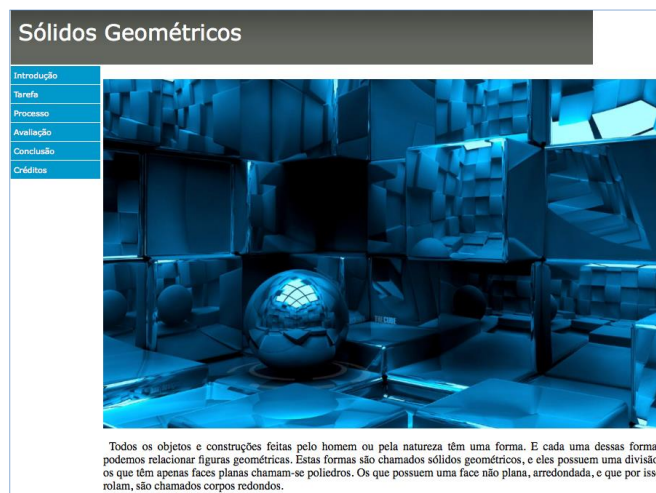 Sólidos Geométricos
Introdução
Tarefa
Processo
Avaliação
Conclusão
Créditos
THE CUBE
Todos os objetos e construções feitas pelo homem ou pela natureza têm uma forma. E cada uma dessas forma
podemos relacionar figuras geométricas. Estas formas são chamados sólidos geométricos, e eles possuem uma divisão
os que têm apenas faces planas chamam-se poliedros. Os que possuem uma face não plana, arredondada, e que por iss
rolam, são chamados corpos redondos.